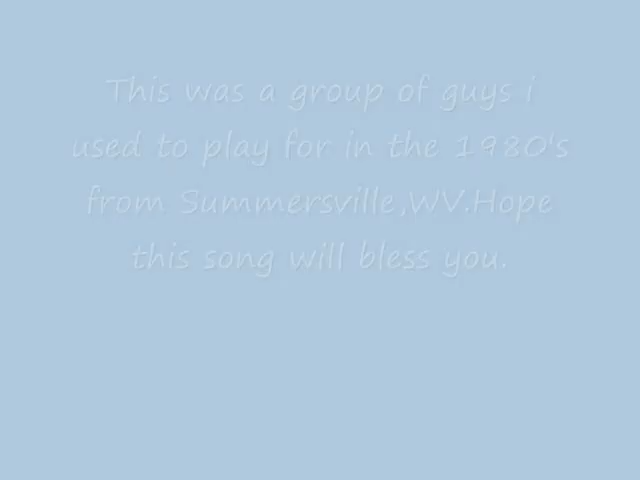 This was a group of guys i
used to play for in the 1980's
from Summersville,WV.Hope
this song will bless you.